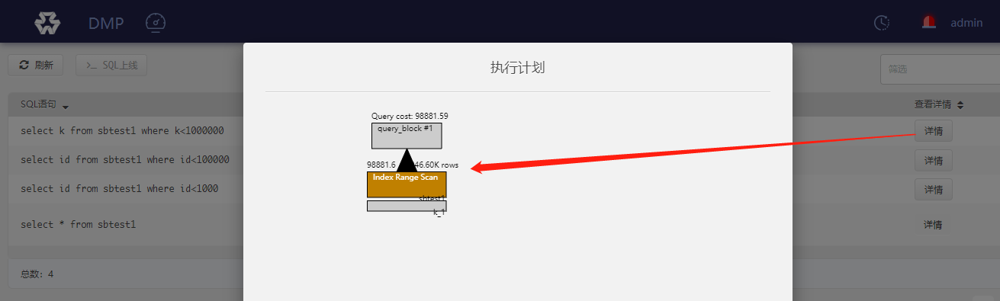 DMP
admin
刷新
>_ SQL上线
筛选
执行计划
SQL语句
查看详情
select k from sbtest1 where k<1000000
详情
select id from sbtest1 where id<100000
详情
select id from sbtest1 where id<1000
详情
select * from sbtest1
详情
总数: 4
Query cost: 98881.59
query_block #1
98881.6
46.60K rows
Index Range Scan
sbtest1
k_1